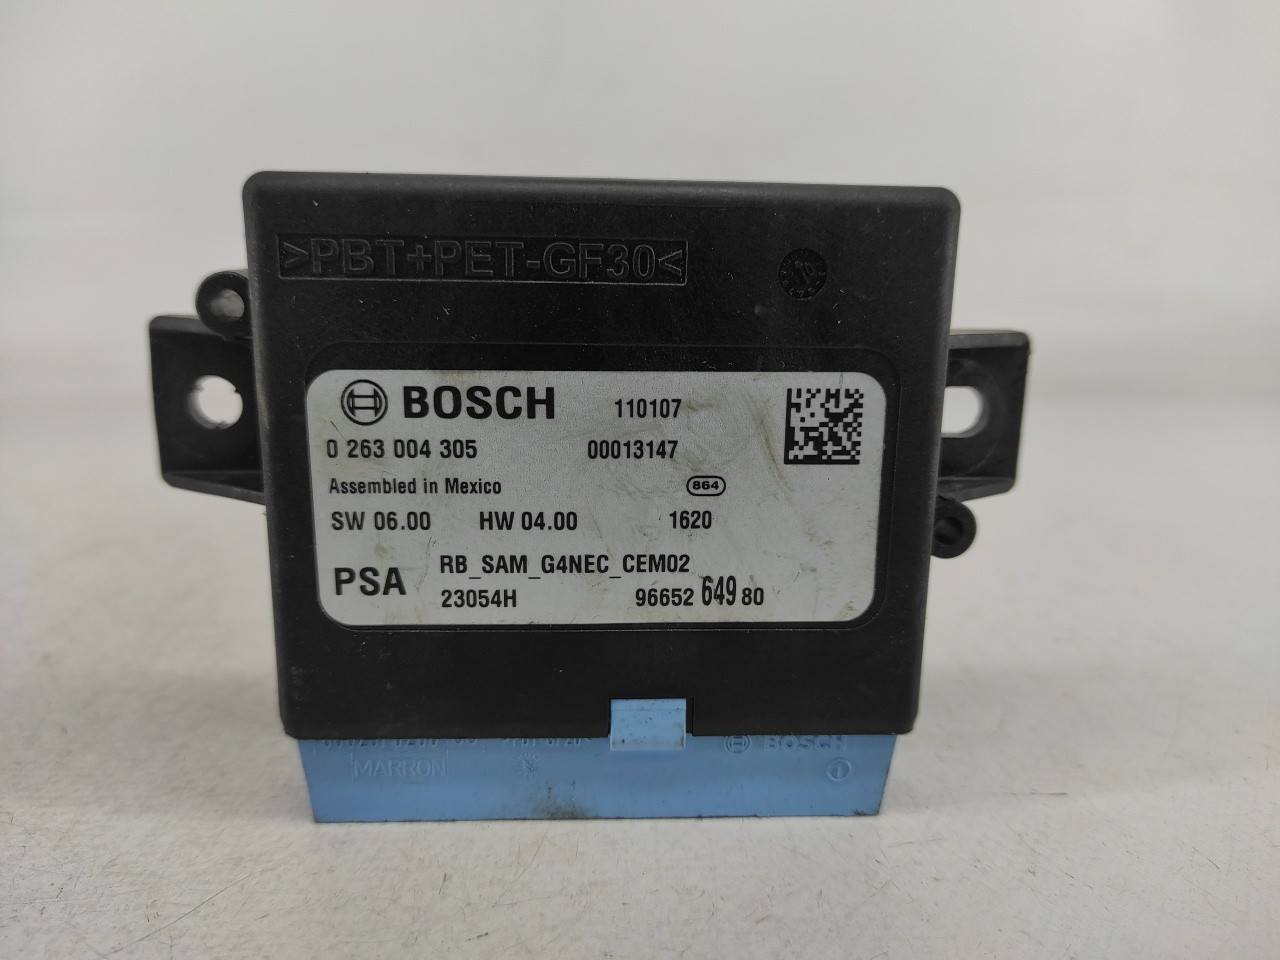 >PBT+PET-GF30<
BOSCH 110107
0 263 004 305 00013147
Assembled in Mexico 864
SW 06.00 HW 04.00 1620
RB_SAM_G4NEC_CEM02
PSA
23054H 96652 649 80
BOSCH
MARRON